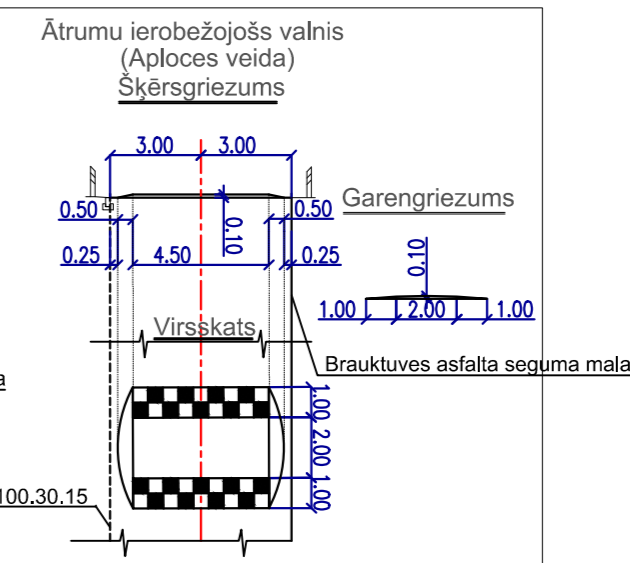 Ātrumu ierobežojošs valnis
(Aploces veida)
Šķērsgriezums
3.00 3.00
0.50 0.10 0.50
0.25 4.50 0.25
Garengriezums
0.10
1.00 2.00 1.00
Virsskats
Brauktuves asfalta seguma mala
a
1.00
2.00
1.00
100.30.15